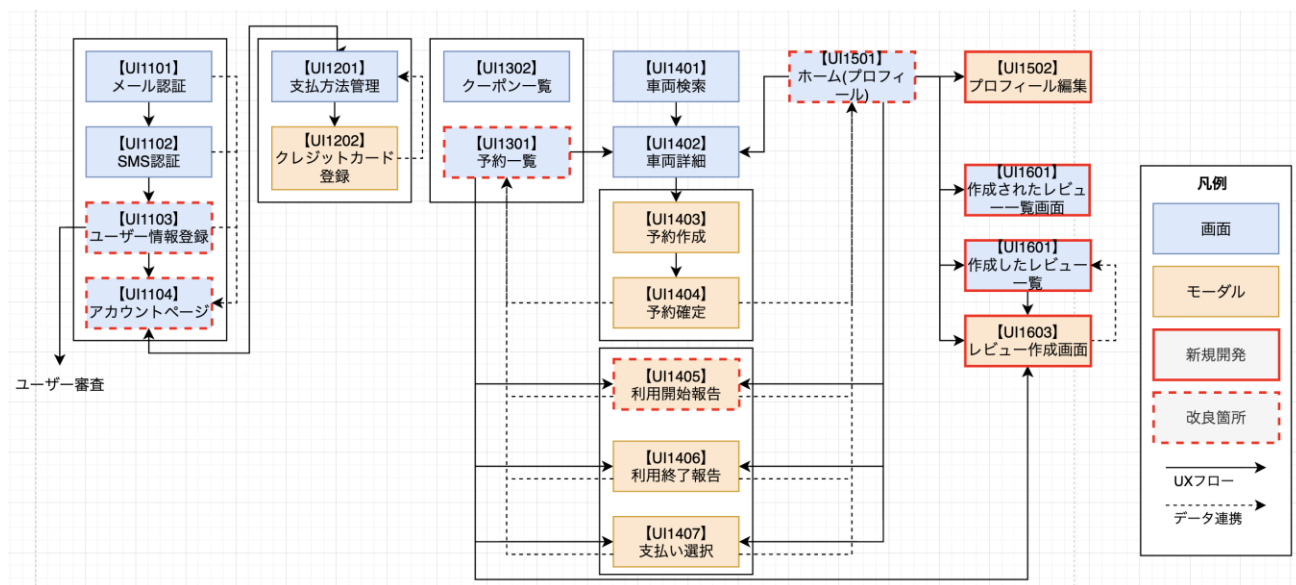 【UI1101】
メール認証
【UI1102】
SMS認証
【UI1103】
ユーザー情報登録
【UI1104】
アカウントページ
ユーザー審査
【UI1201】
支払方法管理
【UI1202】
クレジットカード
登録
【UI1302】
クーポン一覧
【UI1301】
予約一覧
【UI1401】
車両検索
【UI1402】
車両詳細
【UI1403】
予約作成
【UI1404】
予約確定
【UI1405】
利用開始報告
【UI1406】
利用終了報告
【UI1407】
支払い選択
【UI1501】
ホーム(プロフィ
ール)
【UI1502】
プロフィール編集
【UI1601】
作成されたレビュ
ー一覧画面
【UI1601】
作成したレビュー
一覧
【UI1603】
レビュー作成画面
凡例
画面
モーダル
新規開発
改良箇所
UXフロー
データ連携